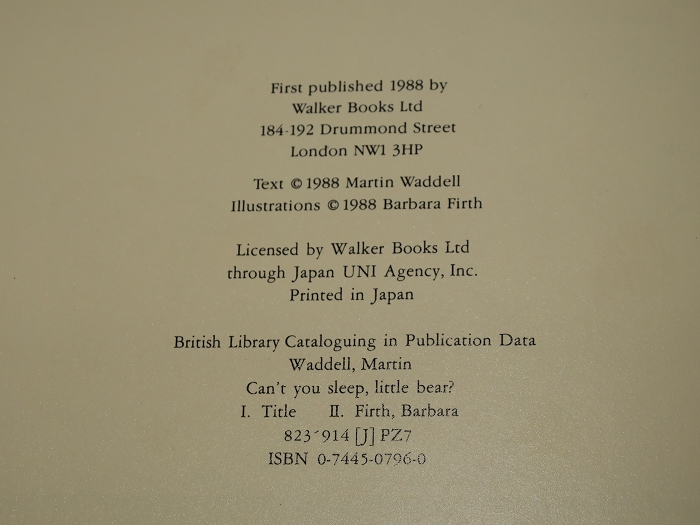 First published 1988 by
Walker Books Ltd
184-192 Drummond Street
London NW1 3HP
Text © 1988 Martin Waddell
Illustrations © 1988 Barbara Firth
Licensed by Walker Books Ltd
through Japan UNI Agency, Inc.
Printed in Japan
British Library Cataloguing in Publication Data
Waddell, Martin
Can't you sleep, little bear?
I. Title II. Firth, Barbara
823´914 [J] PZ7
ISBN 0-7445-0796-0